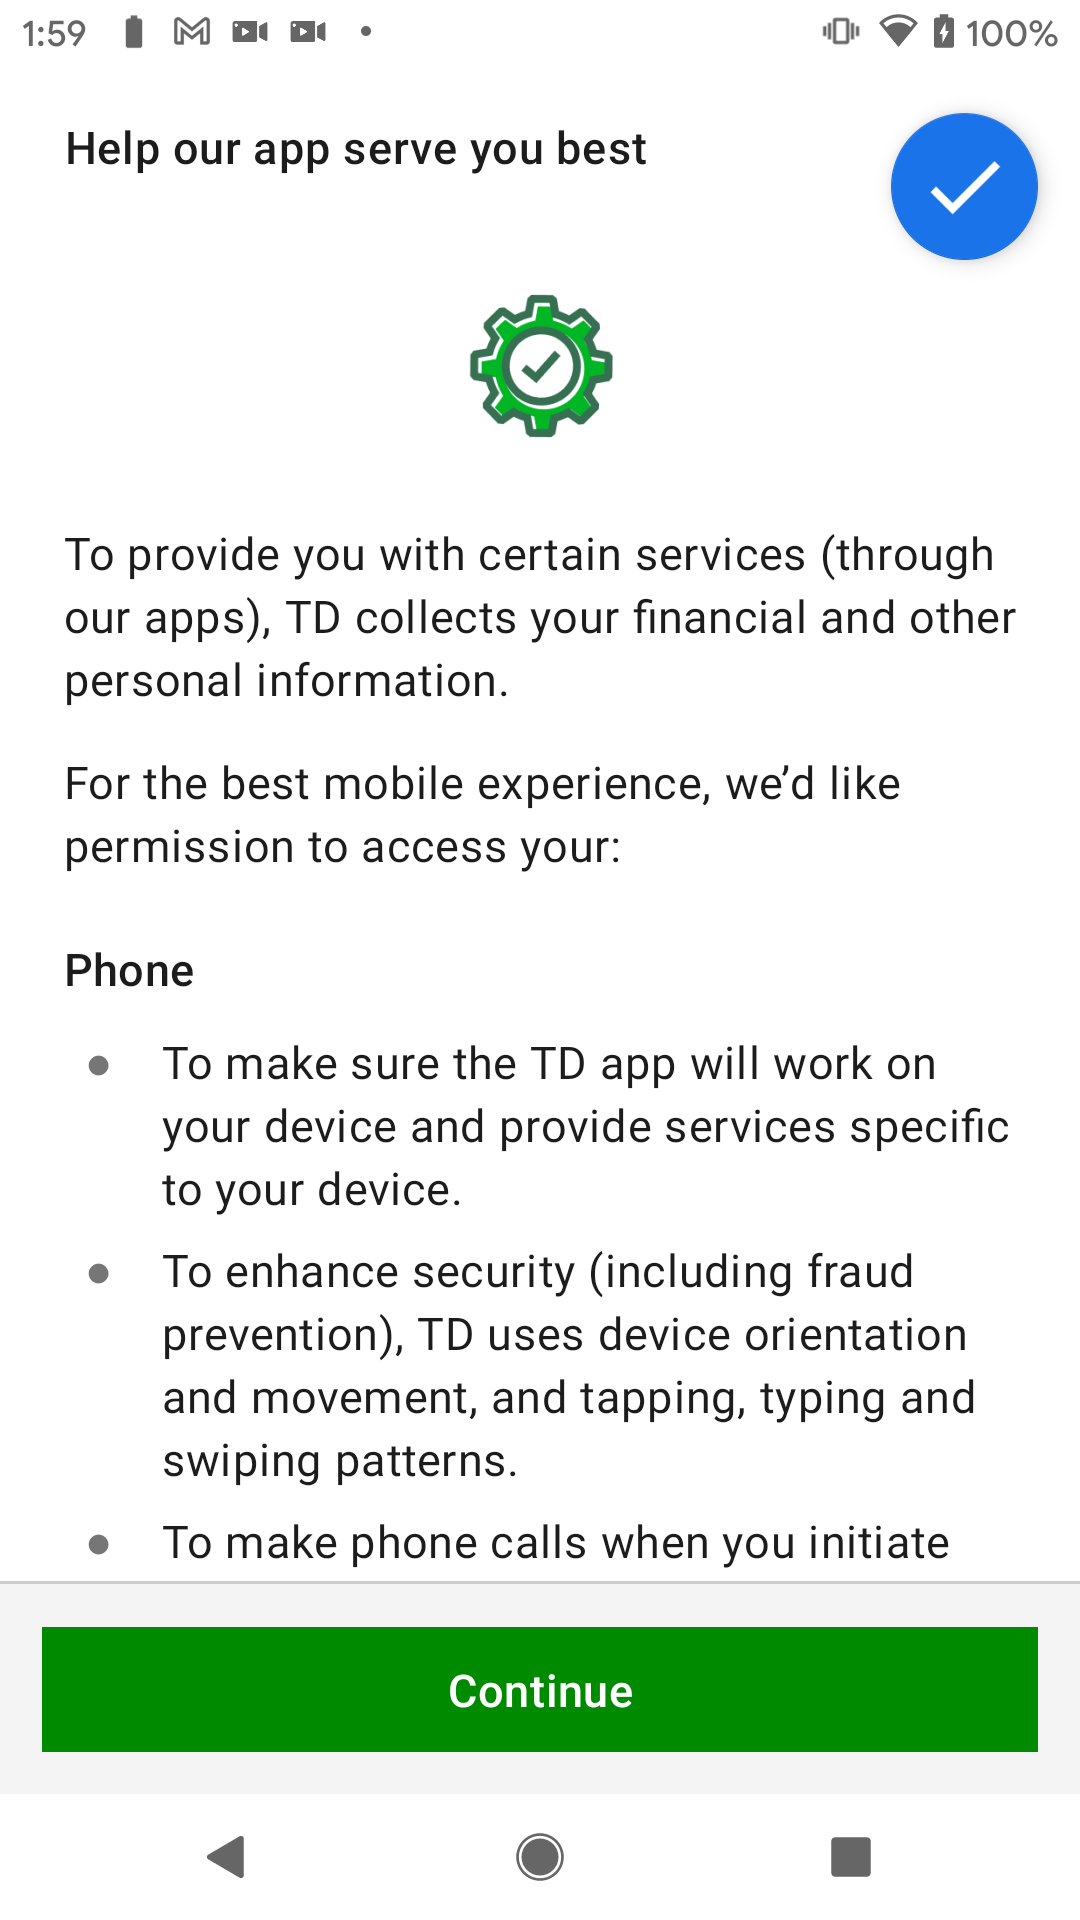 1:59
100%
Help our app serve you best
To provide you with certain services (through
our apps), TD collects your financial and other
personal information.
For the best mobile experience, we’d like
permission to access your:
Phone
● To make sure the TD app will work on
your device and provide services specific
to your device.
● To enhance security (including fraud
prevention), TD uses device orientation
and movement, and tapping, typing and
swiping patterns.
● To make phone calls when you initiate
Continue